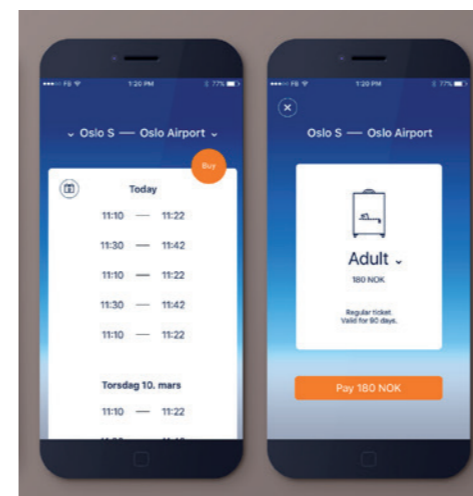 FB 1:20 PM 77%
Oslo S — Oslo Airport
Buy
Today
11:10 — 11:22
11:30 — 11:42
11:10 — 11:22
11:30 — 11:42
11:10 — 11:22
Torsdag 10. mars
11:10 — 11:22
FB 1:20 PM 77%
Oslo S — Oslo Airport
Adult
180 NOK
Regular ticket.
Valid for 90 days.
Pay 180 NOK